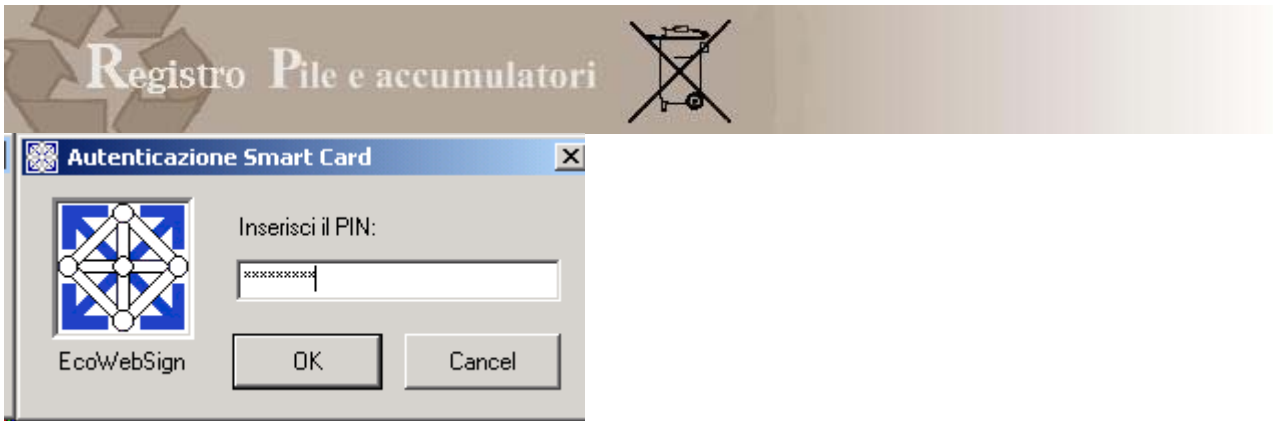 Registro Pile e accumulatori
Autenticazione Smart Card
Inserisci il PIN:
*********
EcoWebSign
OK
Cancel